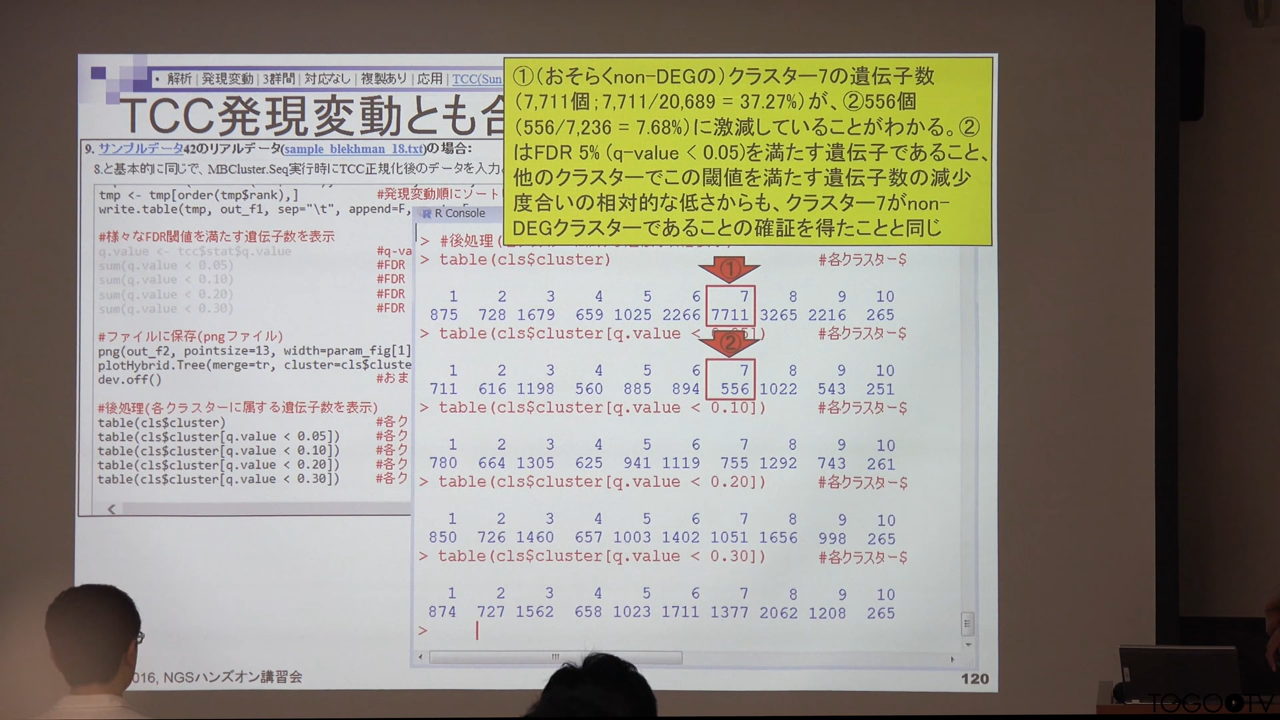 • 解析 | 発現変動 | 3群間 | 対応なし | 複製あり | 応用 | TCC(Sun
TCC発現変動とも合
①(おそらくnon-DEGの)クラスター7の遺伝子数
(7,711個；7,711/20,689 = 37.27%)が、②556個
(556/7,236 = 7.68%)に激減していることがわかる。②
はFDR 5% (q-value < 0.05)を満たす遺伝子であること、
他のクラスターでこの閾値を満たす遺伝子数の減少
度合いの相対的な低さからも、クラスター7がnon-
DEGクラスターであることの確証を得たことと同じ
9. サンプルデータ42のリアルデータ(sample_blekhman_18.txt)の場合:
8.と基本的に同じで、MBCluster.Seq実行時にTCC正規化後のデータを入力
tmp <- tmp[order(tmp$rank),] #発現変動順にソート
write.table(tmp, out_f1, sep="\t", append=F,
#様々なFDR閾値を満たす遺伝子数を表示
q.value <- tcc$stat$q.value #q-va
sum(q.value < 0.05) #FDR
sum(q.value < 0.10) #FDR
sum(q.value < 0.20) #FDR
sum(q.value < 0.30) #FDR
#ファイルに保存(pngファイル)
png(out_f2, pointsize=13, width=param_fig[1]
plotHybrid.Tree(merge=tr, cluster=cls$cluste
dev.off() #おま
#後処理(各クラスターに属する遺伝子数を表示)
table(cls$cluster) #各ク
table(cls$cluster[q.value < 0.05]) #各ク
table(cls$cluster[q.value < 0.10]) #各ク
table(cls$cluster[q.value < 0.20]) #各ク
table(cls$cluster[q.value < 0.30]) #各ク
R Console
> #後処理(
> table(cls$cluster) #各クラスター$
①
1 2 3 4 5 6 7 8 9 10
875 728 1679 659 1025 2266 7711 3265 2216 265
> table(cls$cluster[q.value < 0.05]) #各クラスター$
②
1 2 3 4 5 6 7 8 9 10
711 616 1198 560 885 894 556 1022 543 251
> table(cls$cluster[q.value < 0.10]) #各クラスター$
1 2 3 4 5 6 7 8 9 10
780 664 1305 625 941 1119 755 1292 743 261
> table(cls$cluster[q.value < 0.20]) #各クラスター$
1 2 3 4 5 6 7 8 9 10
850 726 1460 657 1003 1402 1051 1656 998 265
> table(cls$cluster[q.value < 0.30]) #各クラスター$
1 2 3 4 5 6 7 8 9 10
874 727 1562 658 1023 1711 1377 2062 1208 265
>
016, NGSハンズオン講習会
120
TOGOTV